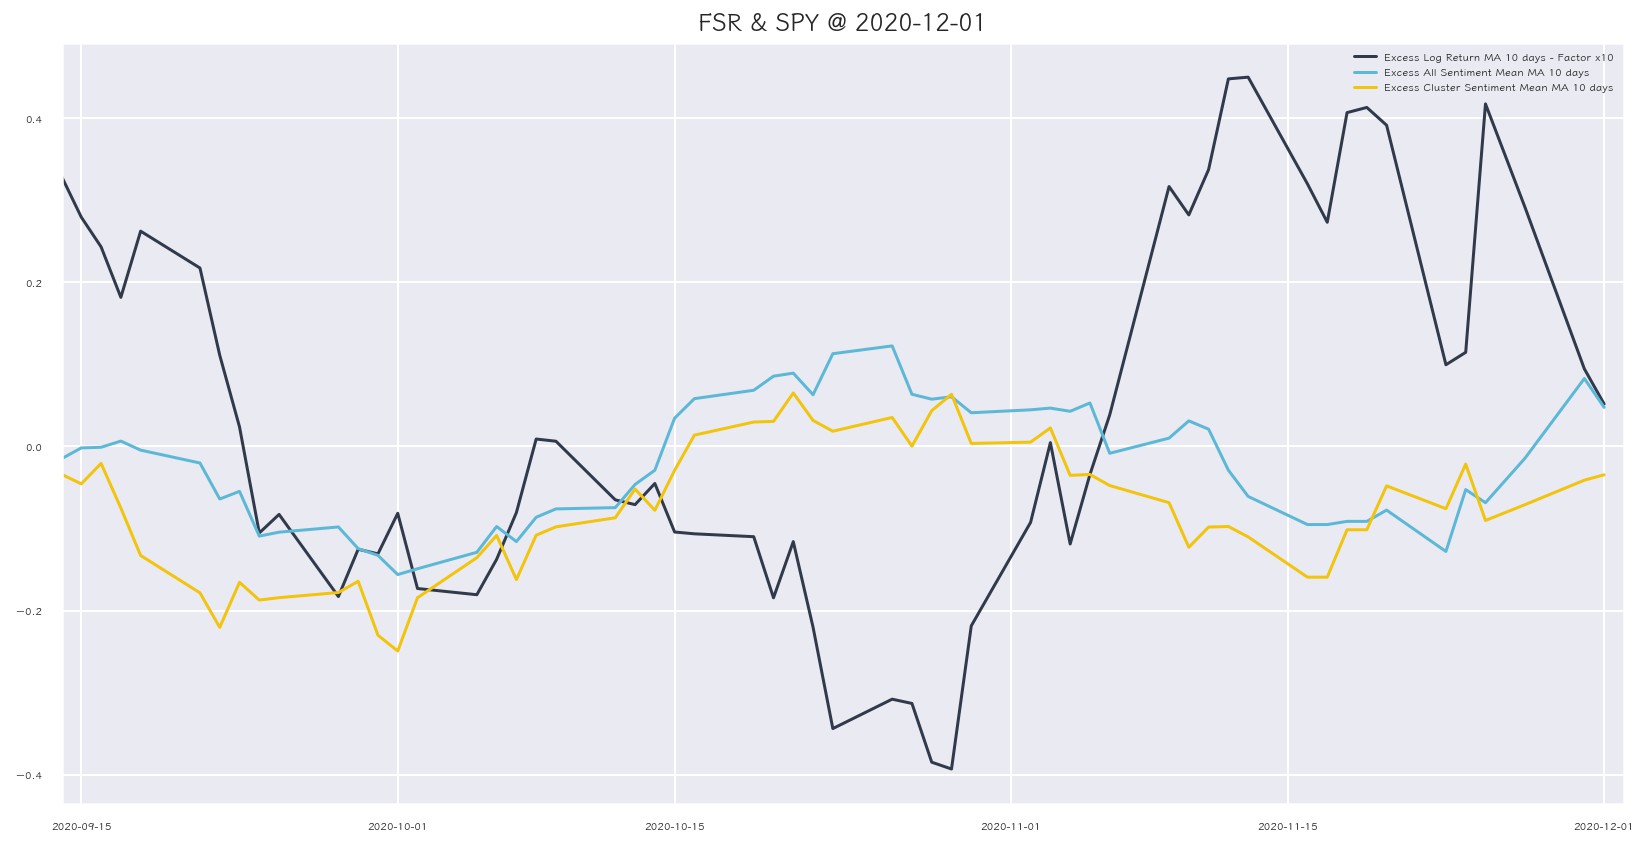 FSR & SPY @ 2020-12-01
Excess Log Return MA 10 days - Factor x10
Excess All Sentiment Mean MA 10 days
Excess Cluster Sentiment Mean MA 10 days
0.4
0.2
0.0
−0.2
−0.4
2020-09-15 2020-10-01 2020-10-15 2020-11-01 2020-11-15 2020-12-01